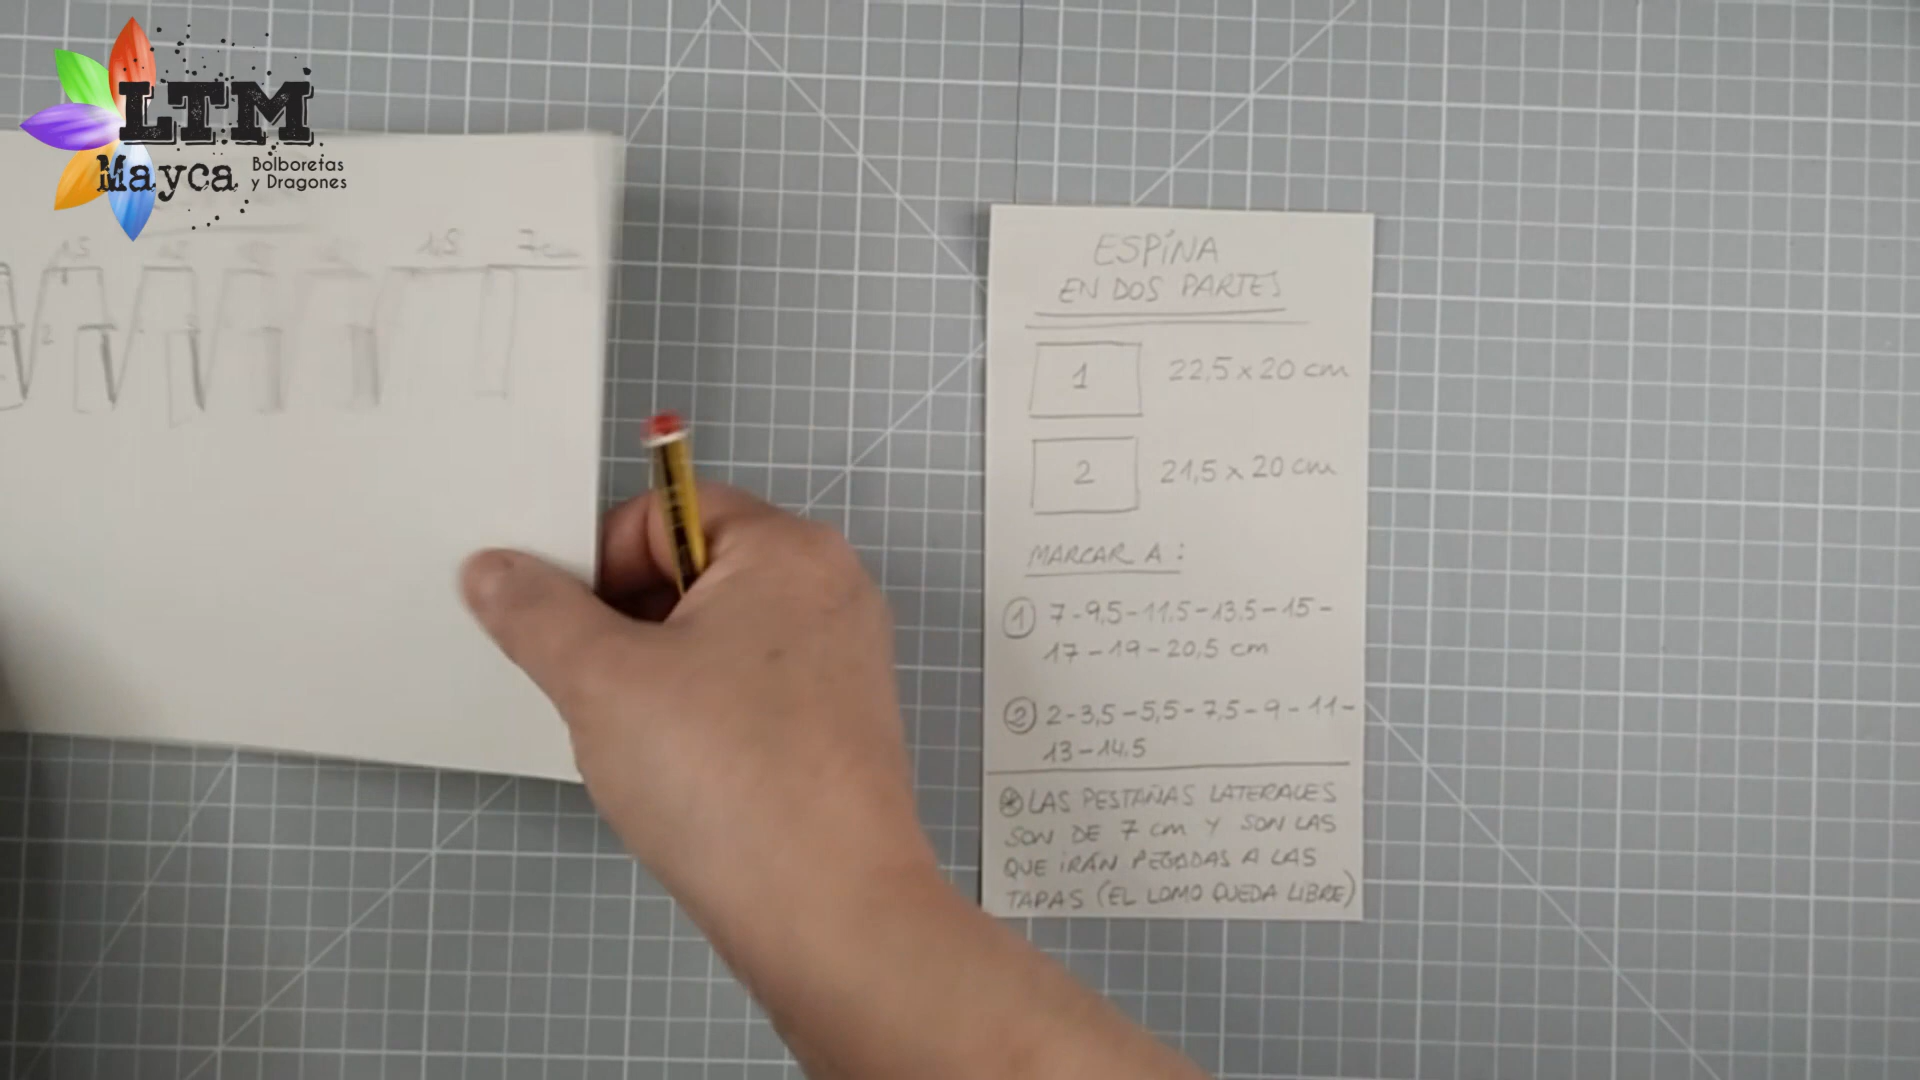 LTM
Mayca
Bolboretas
y Dragones
1,5 7cm
ESPINA
EN DOS PARTES
1 22,5 x 20 cm
2 21,5 x 20 cm
MARCAR A:
① 7-9,5-11,5-13,5-15-
17-19-20,5 cm
② 2-3,5-5,5-7,5-9-11-
13-14,5
* LAS PESTAÑAS LATERALES
SON DE 7 cm Y SON LAS
QUE IRÁN PEGADAS A LAS
TAPAS (EL LOMO QUEDA LIBRE)